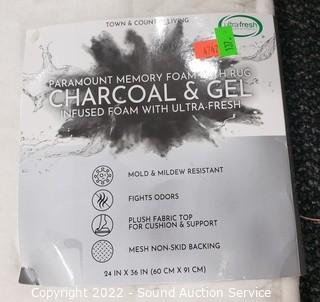 TOWN & COUNTRY LIVING
ultra-fresh
PARAMOUNT MEMORY FOAM BATH RUG
CHARCOAL & GEL
INFUSED FOAM WITH ULTRA-FRESH
MOLD & MILDEW RESISTANT
FIGHTS ODORS
PLUSH FABRIC TOP
FOR CUSHION & SUPPORT
MESH NON-SKID BACKING
24 IN X 36 IN (60 CM X 91 CM)
Copyright 2022 - Sound Auction Service